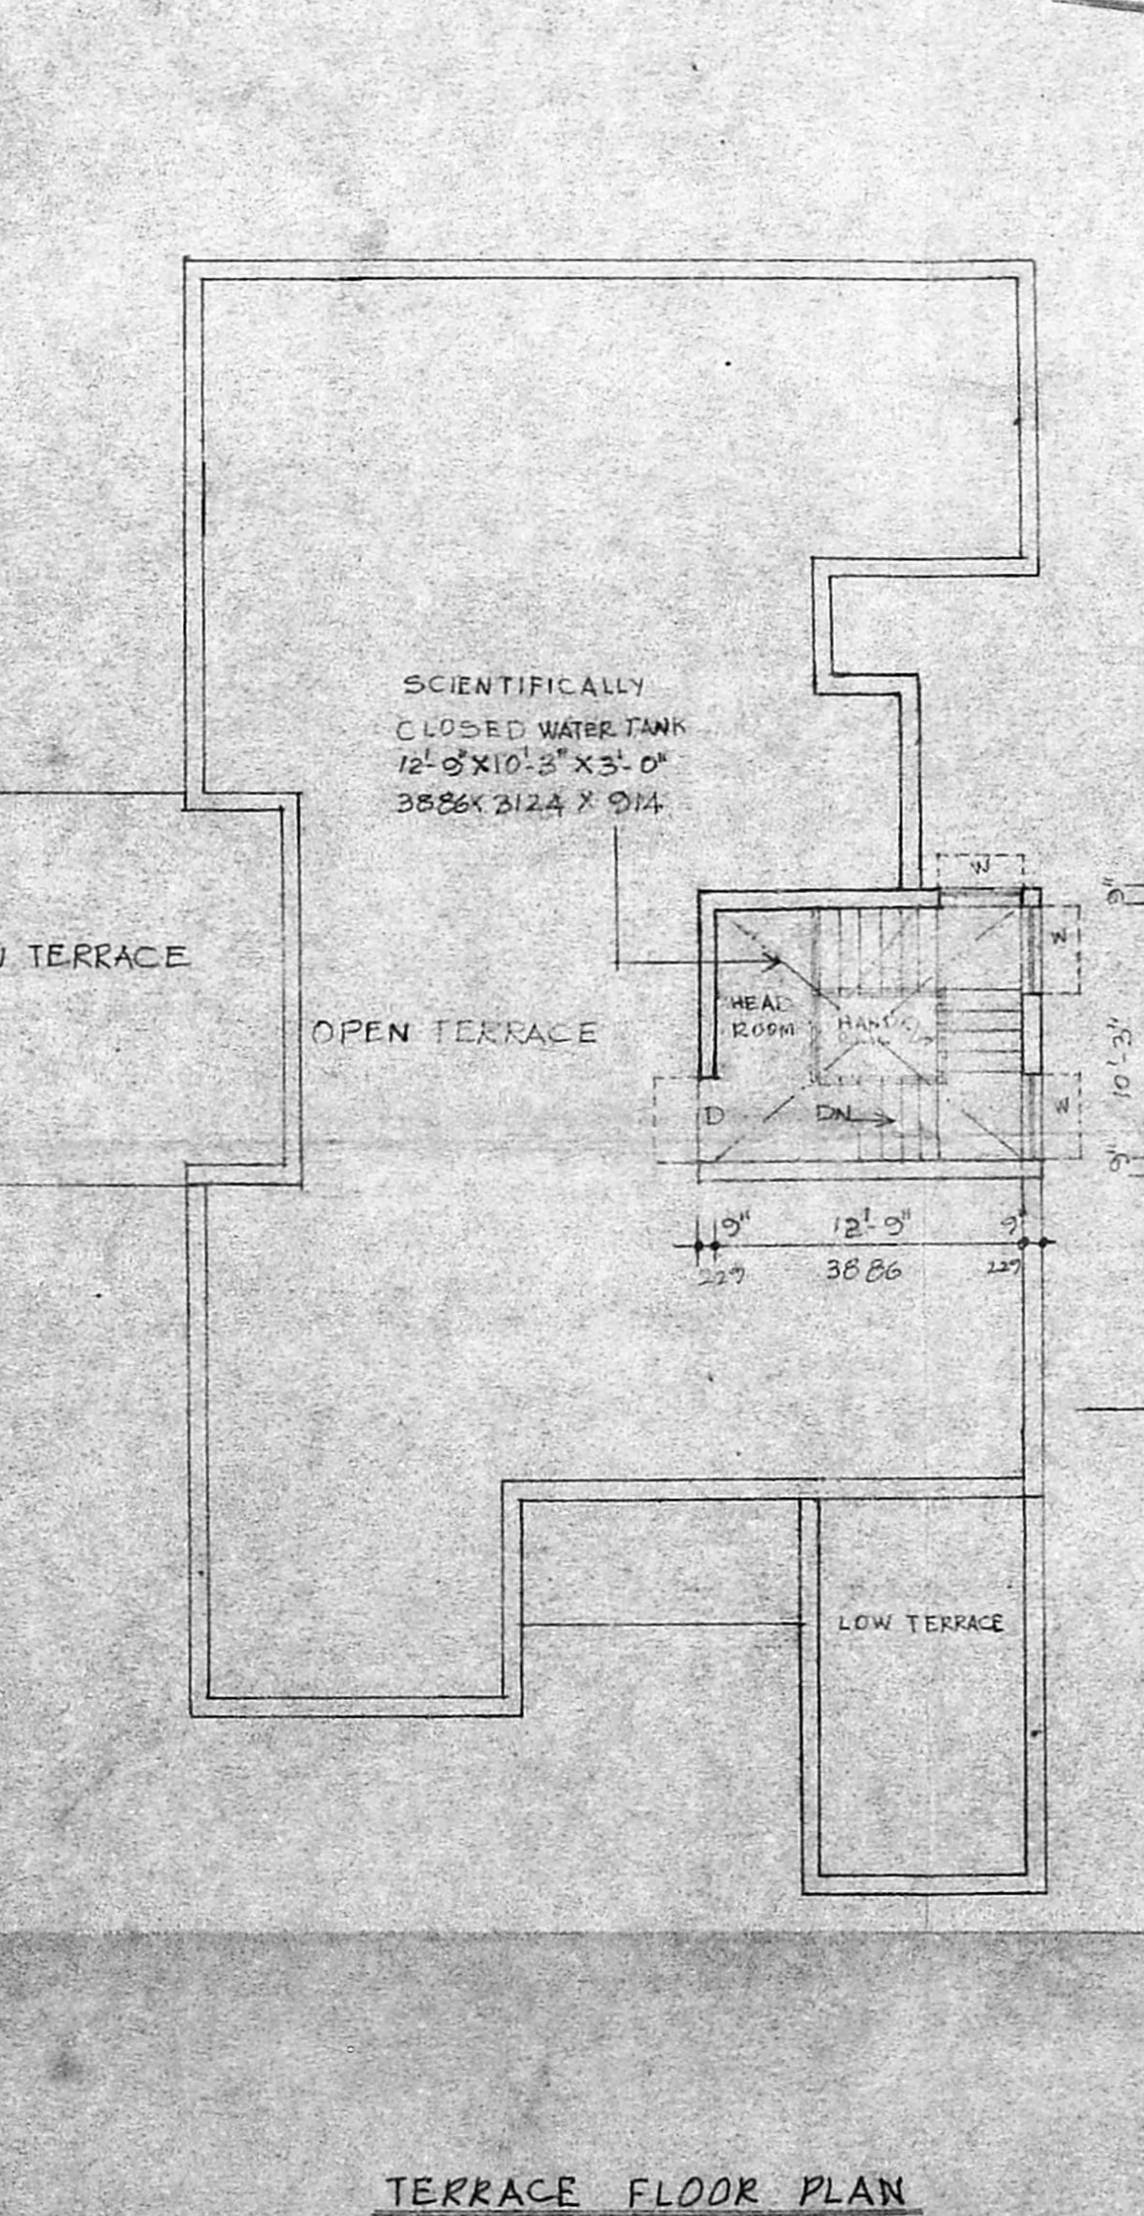 SCIENTIFICALLY
CLOSED WATER TANK
12'-9"X10'-3"X3'-0"
3886X3124 X 914
W
W
TERRACE
HEAD
ROOM
HAND
OPEN TERRACE
D
DN
W
9"
10'-3"
9"
9"
12'-9"
9"
229
3886
229
LOW TERRACE
TERRACE FLOOR PLAN